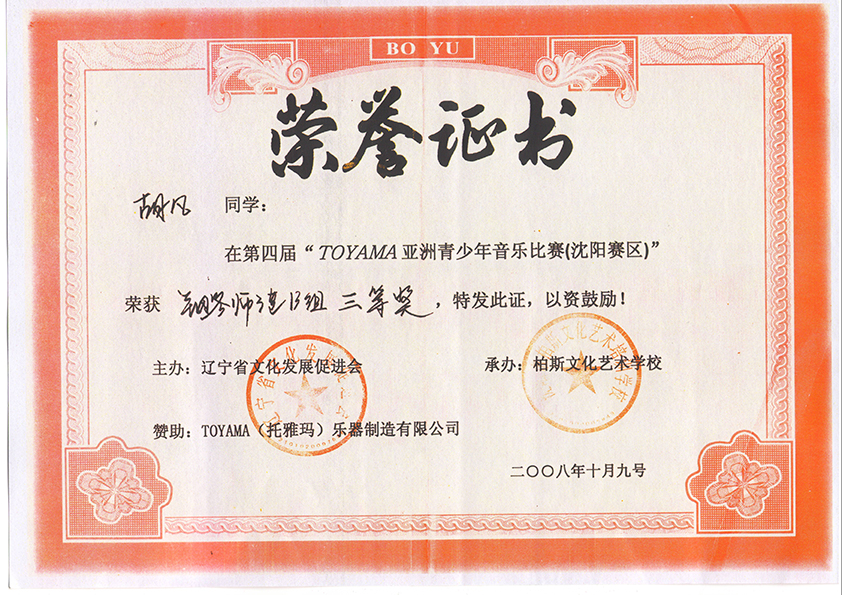 BO YU
荣誉证书
胡风 同学：
在第四届“TOYAMA亚洲青少年音乐比赛(沈阳赛区)”
荣获 钢琴师德B组 三等奖，特发此证，以资鼓励！
主办：辽宁省文化发展促进会
承办：柏斯文化艺术学校
赞助：TOYAMA（托雅玛）乐器制造有限公司
二〇〇八年十月九号